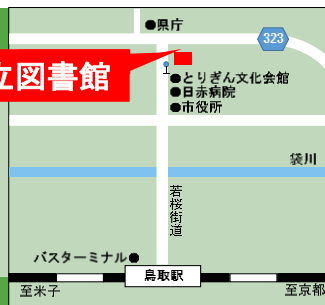 ●県庁
323
立図書館
●とりぎん文化会館
●日赤病院
●市役所
袋川
若桜街道
バスターミナル●
鳥取駅
至米子
至京都